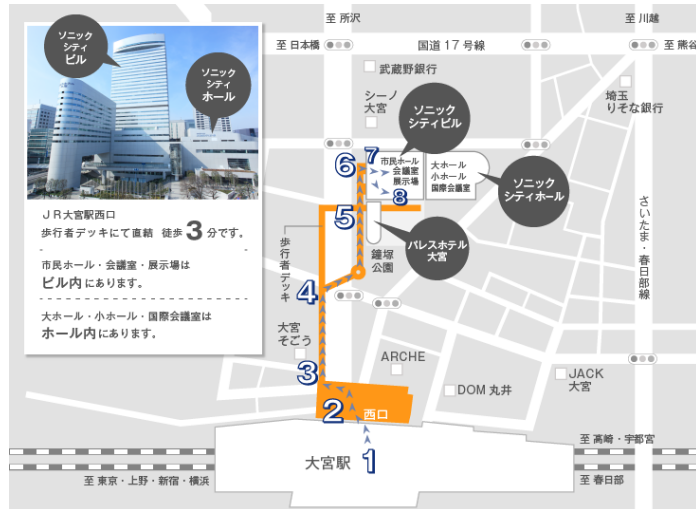 ソニック
シティ
ビル
ソニック
シティ
ホール
ＪＲ大宮駅西口
歩行者デッキにて直結 徒歩3分です。
市民ホール・会議室・展示場は
ビル内にあります。
大ホール・小ホール・国際会議室は
ホール内にあります。
至 所沢
至 川越
至 日本橋
国道17号線
至 熊谷
武蔵野銀行
シーノ
大宮
埼玉
りそな銀行
ソニック
シティビル
6
7
市民ホール
会議室
展示場
8
大ホール
小ホール
国際会議室
ソニック
シティホール
さいたま・春日部線
5
歩行者デッキ
鐘塚
公園
パレスホテル
大宮
4
大宮
そごう
3
ARCHE
JACK
大宮
DOM 丸井
2
西口
1
大宮駅
至 高崎・宇都宮
至 東京・上野・新宿・横浜
至 春日部